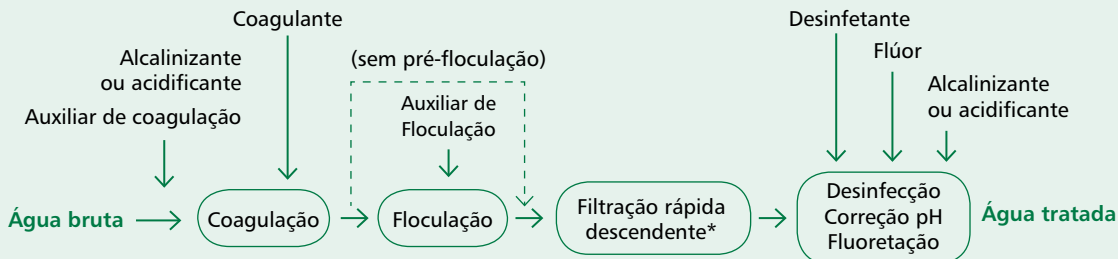 Coagulante
Desinfetante
Alcalinizante
ou acidificante
(sem pré-floculação)
Flúor
Auxiliar de coagulação
Auxiliar de
Floculação
Alcalinizante
ou acidificante
Água bruta
Coagulação
Floculação
Filtração rápida
descendente*
Desinfecção
Correção pH
Fluoretação
Água tratada